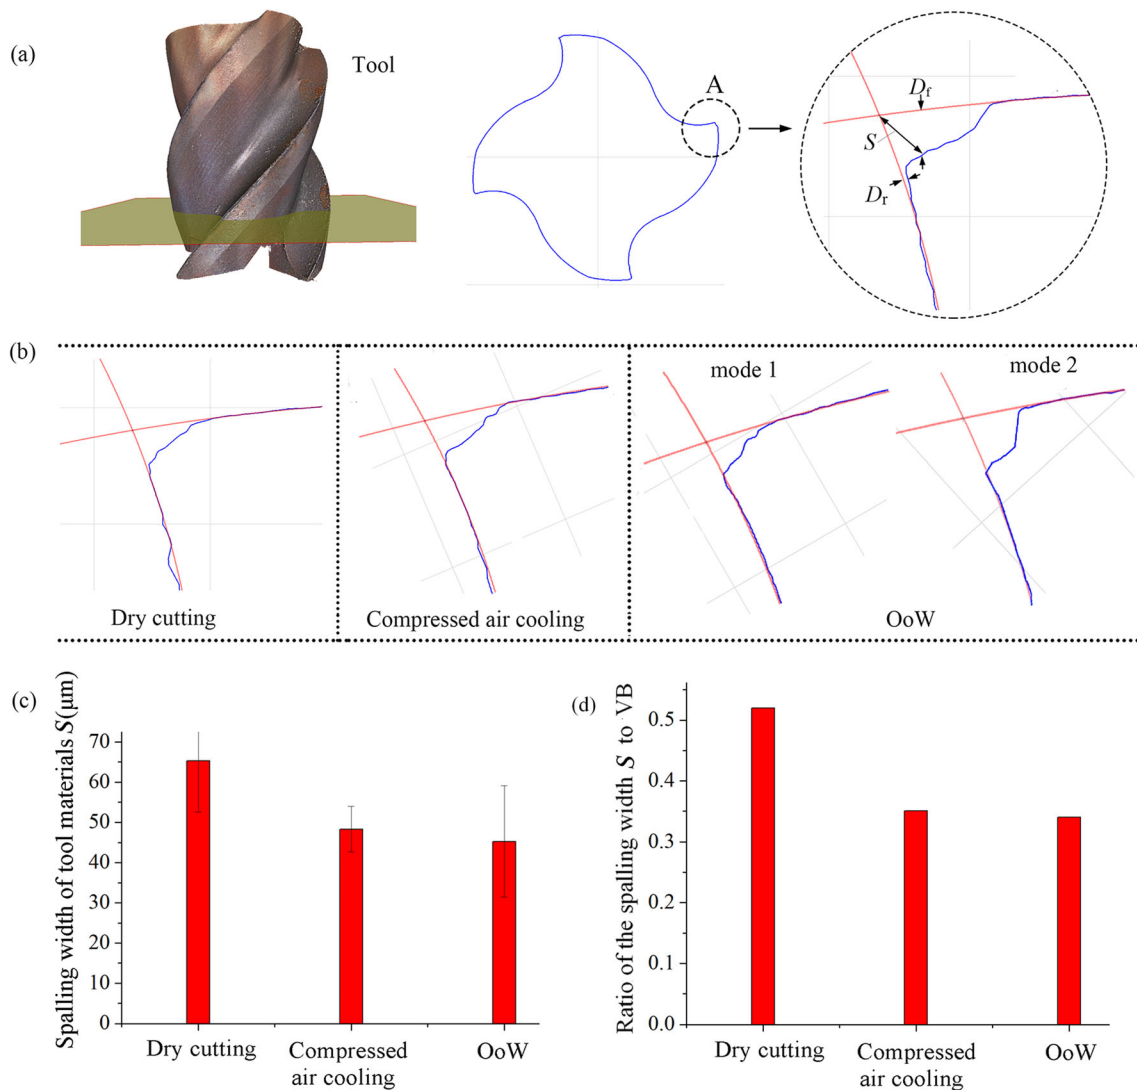 (a)
Tool
A
D_f
S
D_r
(b)
Dry cutting
Compressed air cooling
mode 1
mode 2
OoW
(c)
Spalling width of tool materials S(μm)
70
60
50
40
30
20
10
0
Dry cutting
Compressed
air cooling
OoW
(d)
Ratio of the spalling width S to VB
0.5
0.4
0.3
0.2
0.1
0.0
Dry cutting
Compressed
air cooling
OoW